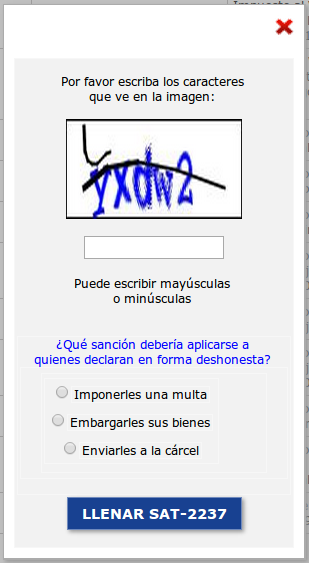 Por favor escriba los caracteres
que ve en la imagen:
yxdw2
Puede escribir mayúsculas
o minúsculas
¿Qué sanción debería aplicarse a
quienes declaran en forma deshonesta?
Imponerles una multa
Embargarles sus bienes
Enviarles a la cárcel
LLENAR SAT-2237